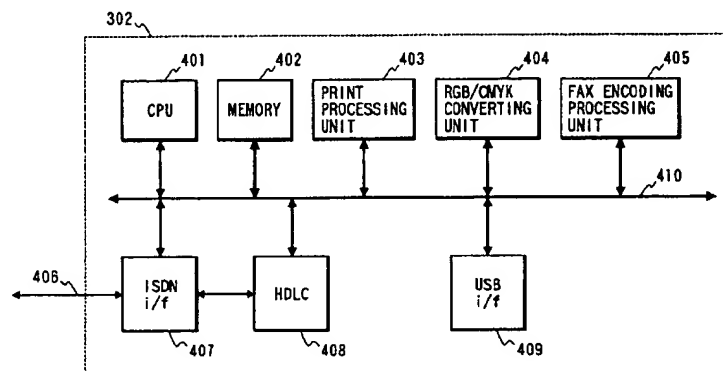 302
401
402
403
404
405
CPU
MEMORY
PRINT
PROCESSING
UNIT
RGB/CMYK
CONVERTING
UNIT
FAX ENCODING
PROCESSING
UNIT
410
406
ISDN
i/f
HDLC
USB
i/f
407
408
409